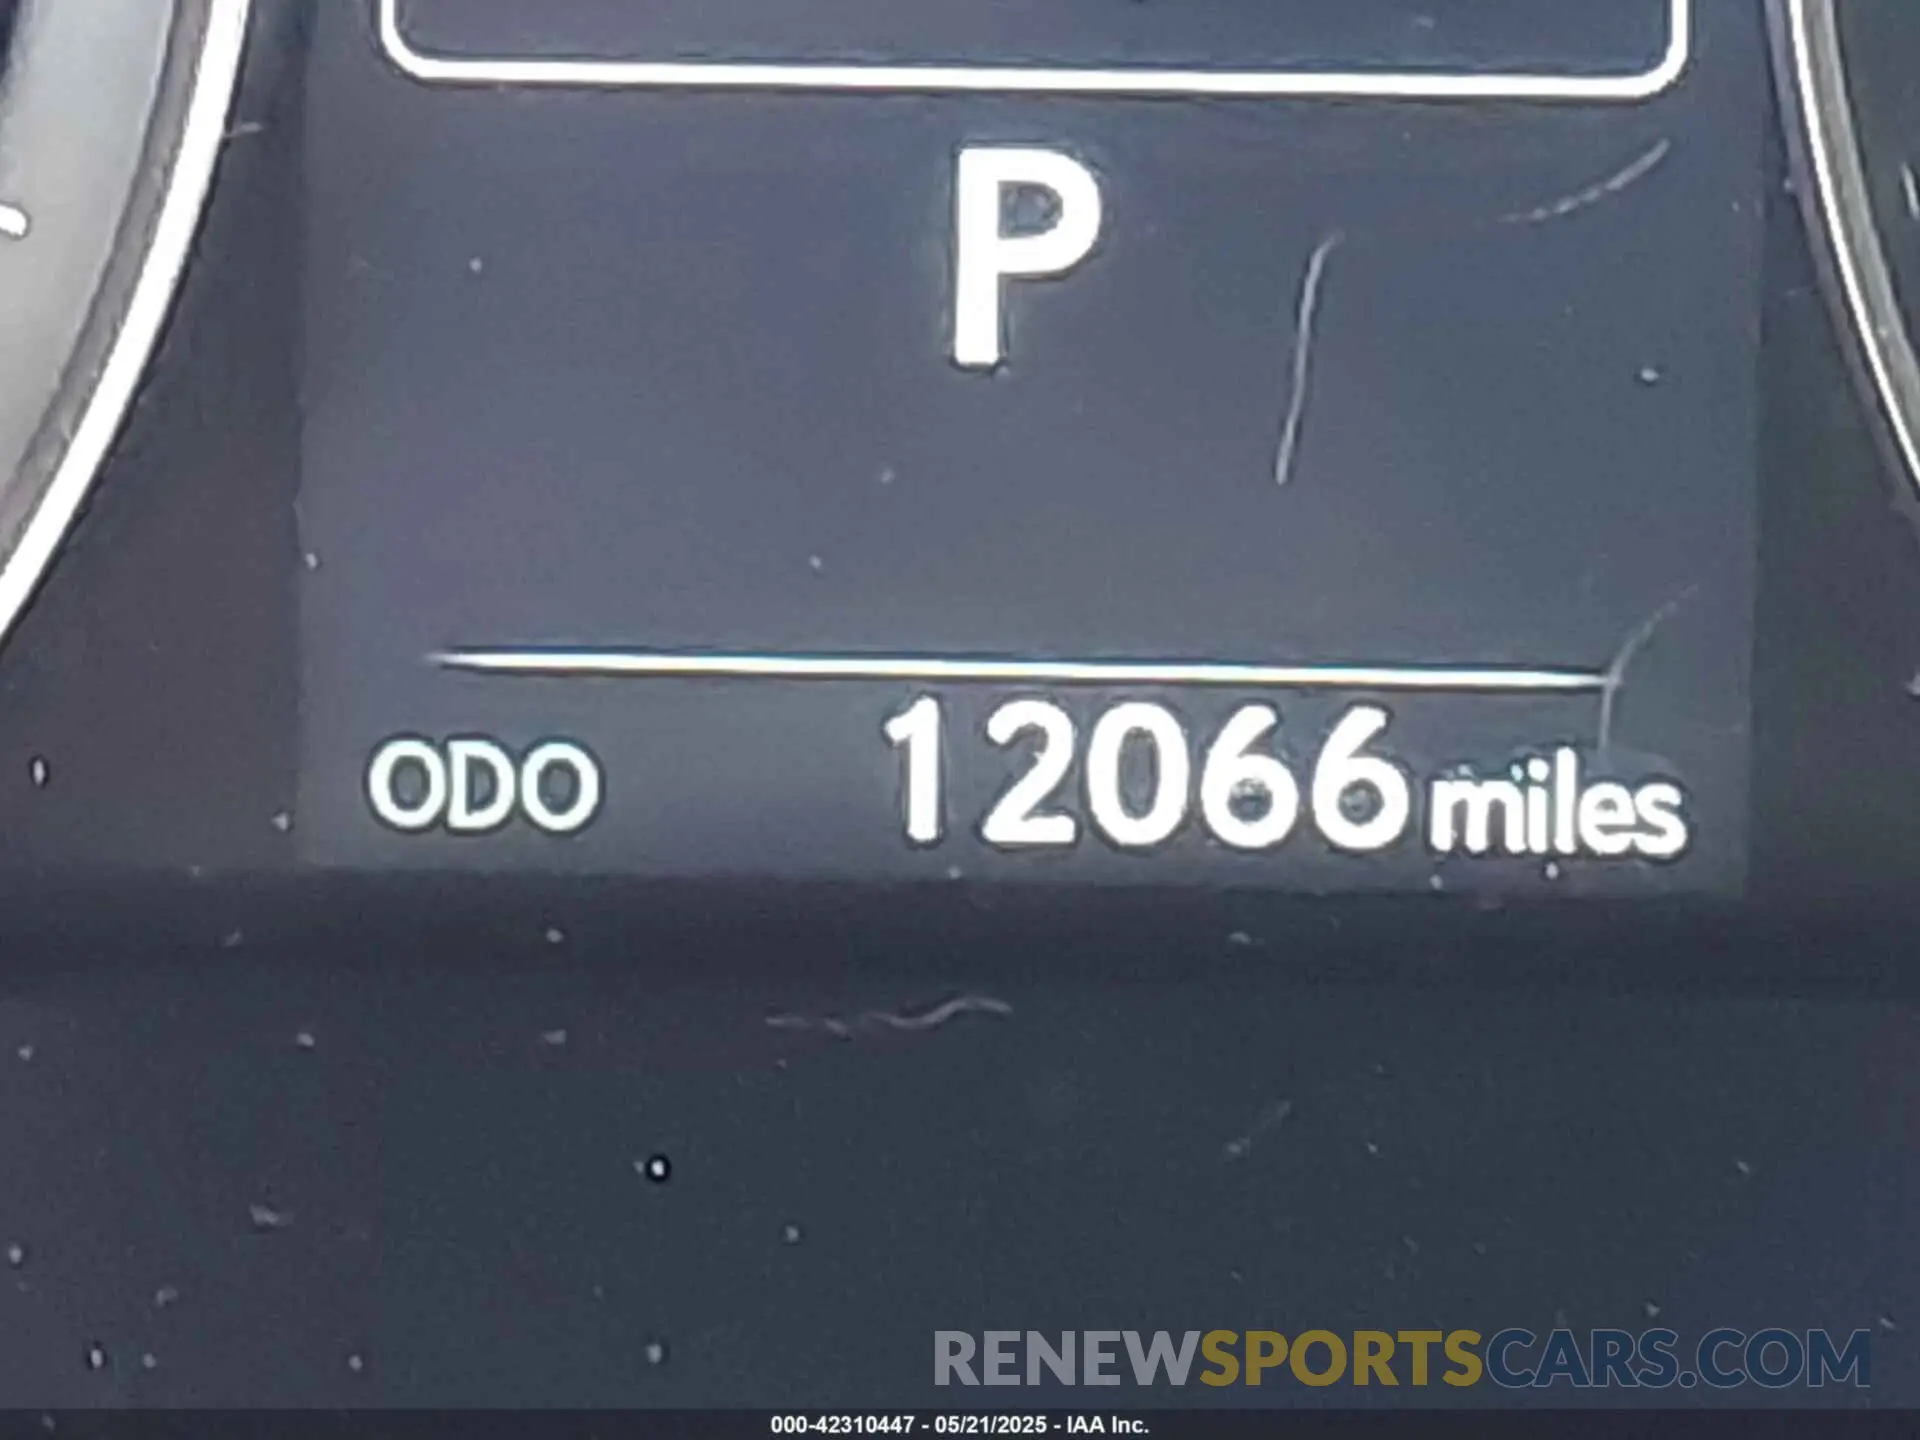 P
ODO 12066 miles
RENEWSPORTSCARS.COM
000-42310447 - 05/21/2025 - IAA Inc.